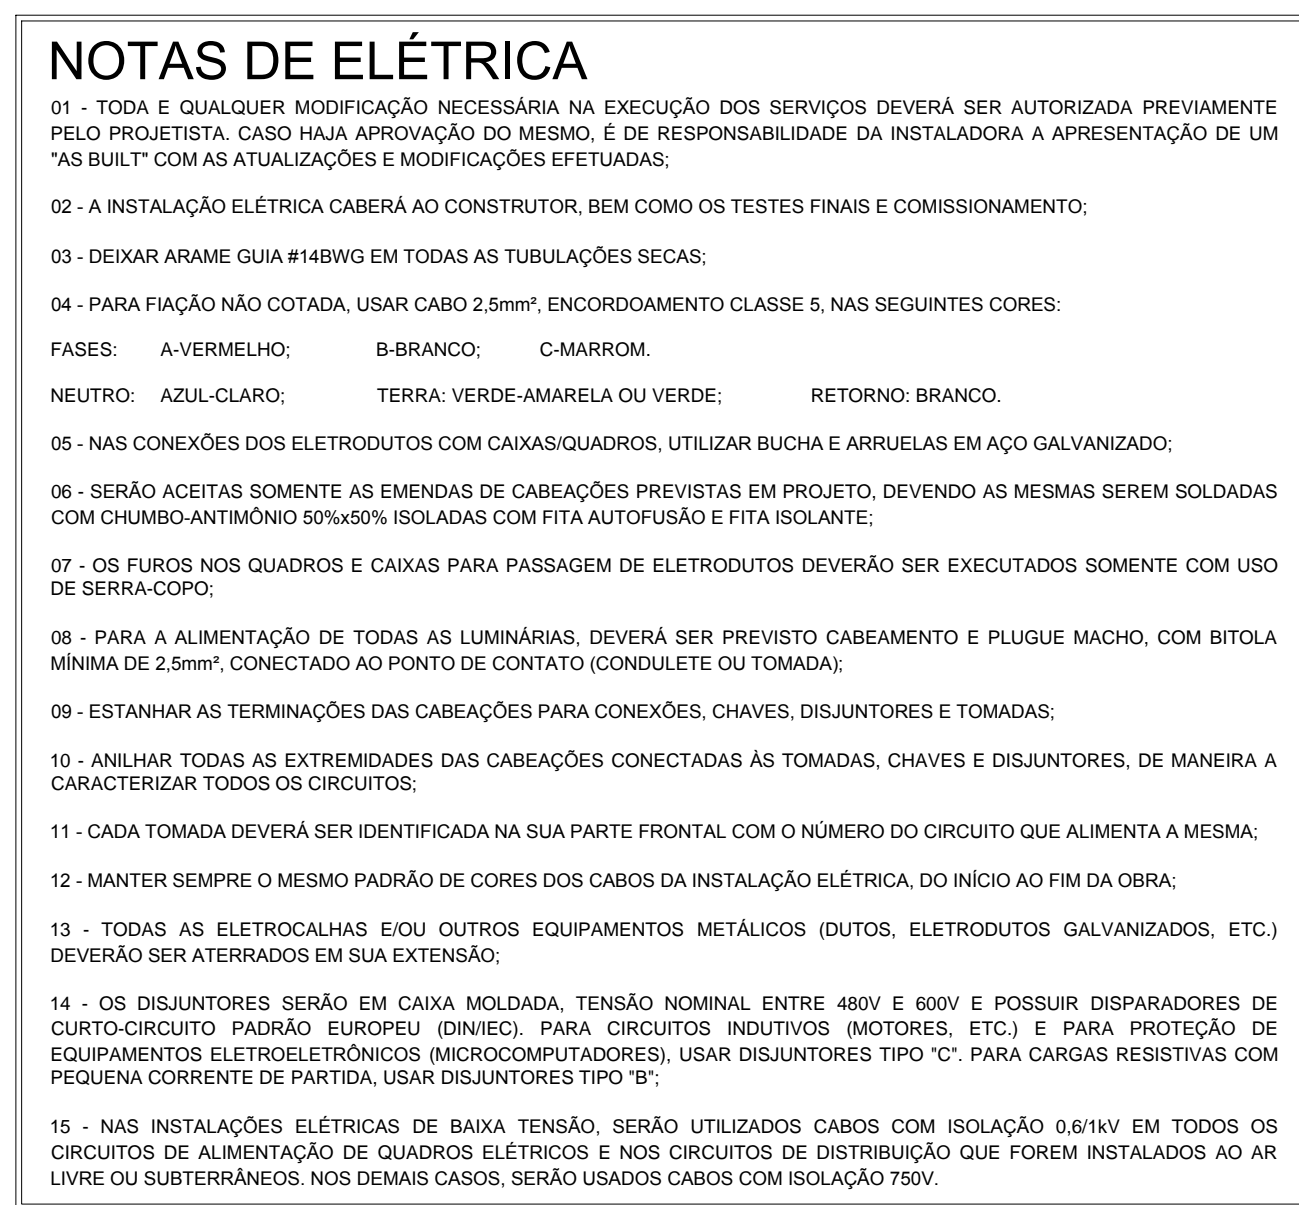 NOTAS DE ELÉTRICA
01 - TODA E QUALQUER MODIFICAÇÃO NECESSÁRIA NA EXECUÇÃO DOS SERVIÇOS DEVERÁ SER AUTORIZADA PREVIAMENTE
PELO PROJETISTA. CASO HAJA APROVAÇÃO DO MESMO, É DE RESPONSABILIDADE DA INSTALADORA A APRESENTAÇÃO DE UM
"AS BUILT" COM AS ATUALIZAÇÕES E MODIFICAÇÕES EFETUADAS;
02 - A INSTALAÇÃO ELÉTRICA CABERÁ AO CONSTRUTOR, BEM COMO OS TESTES FINAIS E COMISSIONAMENTO;
03 - DEIXAR ARAME GUIA #14BWG EM TODAS AS TUBULAÇÕES SECAS;
04 - PARA FIAÇÃO NÃO COTADA, USAR CABO 2,5mm², ENCORDOAMENTO CLASSE 5, NAS SEGUINTES CORES:
FASES: A-VERMELHO; B-BRANCO; C-MARROM.
NEUTRO: AZUL-CLARO; TERRA: VERDE-AMARELA OU VERDE; RETORNO: BRANCO.
05 - NAS CONEXÕES DOS ELETRODUTOS COM CAIXAS/QUADROS, UTILIZAR BUCHA E ARRUELAS EM AÇO GALVANIZADO;
06 - SERÃO ACEITAS SOMENTE AS EMENDAS DE CABEAÇÕES PREVISTAS EM PROJETO, DEVENDO AS MESMAS SEREM SOLDADAS
COM CHUMBO-ANTIMÔNIO 50%x50% ISOLADAS COM FITA AUTOFUSÃO E FITA ISOLANTE;
07 - OS FUROS NOS QUADROS E CAIXAS PARA PASSAGEM DE ELETRODUTOS DEVERÃO SER EXECUTADOS SOMENTE COM USO
DE SERRA-COPO;
08 - PARA A ALIMENTAÇÃO DE TODAS AS LUMINÁRIAS, DEVERÁ SER PREVISTO CABEAMENTO E PLUGUE MACHO, COM BITOLA
MÍNIMA DE 2,5mm², CONECTADO AO PONTO DE CONTATO (CONDULETE OU TOMADA);
09 - ESTANHAR AS TERMINAÇÕES DAS CABEAÇÕES PARA CONEXÕES, CHAVES, DISJUNTORES E TOMADAS;
10 - ANILHAR TODAS AS EXTREMIDADES DAS CABEAÇÕES CONECTADAS ÀS TOMADAS, CHAVES E DISJUNTORES, DE MANEIRA A
CARACTERIZAR TODOS OS CIRCUITOS;
11 - CADA TOMADA DEVERÁ SER IDENTIFICADA NA SUA PARTE FRONTAL COM O NÚMERO DO CIRCUITO QUE ALIMENTA A MESMA;
12 - MANTER SEMPRE O MESMO PADRÃO DE CORES DOS CABOS DA INSTALAÇÃO ELÉTRICA, DO INÍCIO AO FIM DA OBRA;
13 - TODAS AS ELETROCALHAS E/OU OUTROS EQUIPAMENTOS METÁLICOS (DUTOS, ELETRODUTOS GALVANIZADOS, ETC.)
DEVERÃO SER ATERRADOS EM SUA EXTENSÃO;
14 - OS DISJUNTORES SERÃO EM CAIXA MOLDADA, TENSÃO NOMINAL ENTRE 480V E 600V E POSSUIR DISPARADORES DE
CURTO-CIRCUITO PADRÃO EUROPEU (DIN/IEC). PARA CIRCUITOS INDUTIVOS (MOTORES, ETC.) E PARA PROTEÇÃO DE
EQUIPAMENTOS ELETROELETRÔNICOS (MICROCOMPUTADORES), USAR DISJUNTORES TIPO "C". PARA CARGAS RESISTIVAS COM
PEQUENA CORRENTE DE PARTIDA, USAR DISJUNTORES TIPO "B";
15 - NAS INSTALAÇÕES ELÉTRICAS DE BAIXA TENSÃO, SERÃO UTILIZADOS CABOS COM ISOLAÇÃO 0,6/1kV EM TODOS OS
CIRCUITOS DE ALIMENTAÇÃO DE QUADROS ELÉTRICOS E NOS CIRCUITOS DE DISTRIBUIÇÃO QUE FOREM INSTALADOS AO AR
LIVRE OU SUBTERRÂNEOS. NOS DEMAIS CASOS, SERÃO USADOS CABOS COM ISOLAÇÃO 750V.